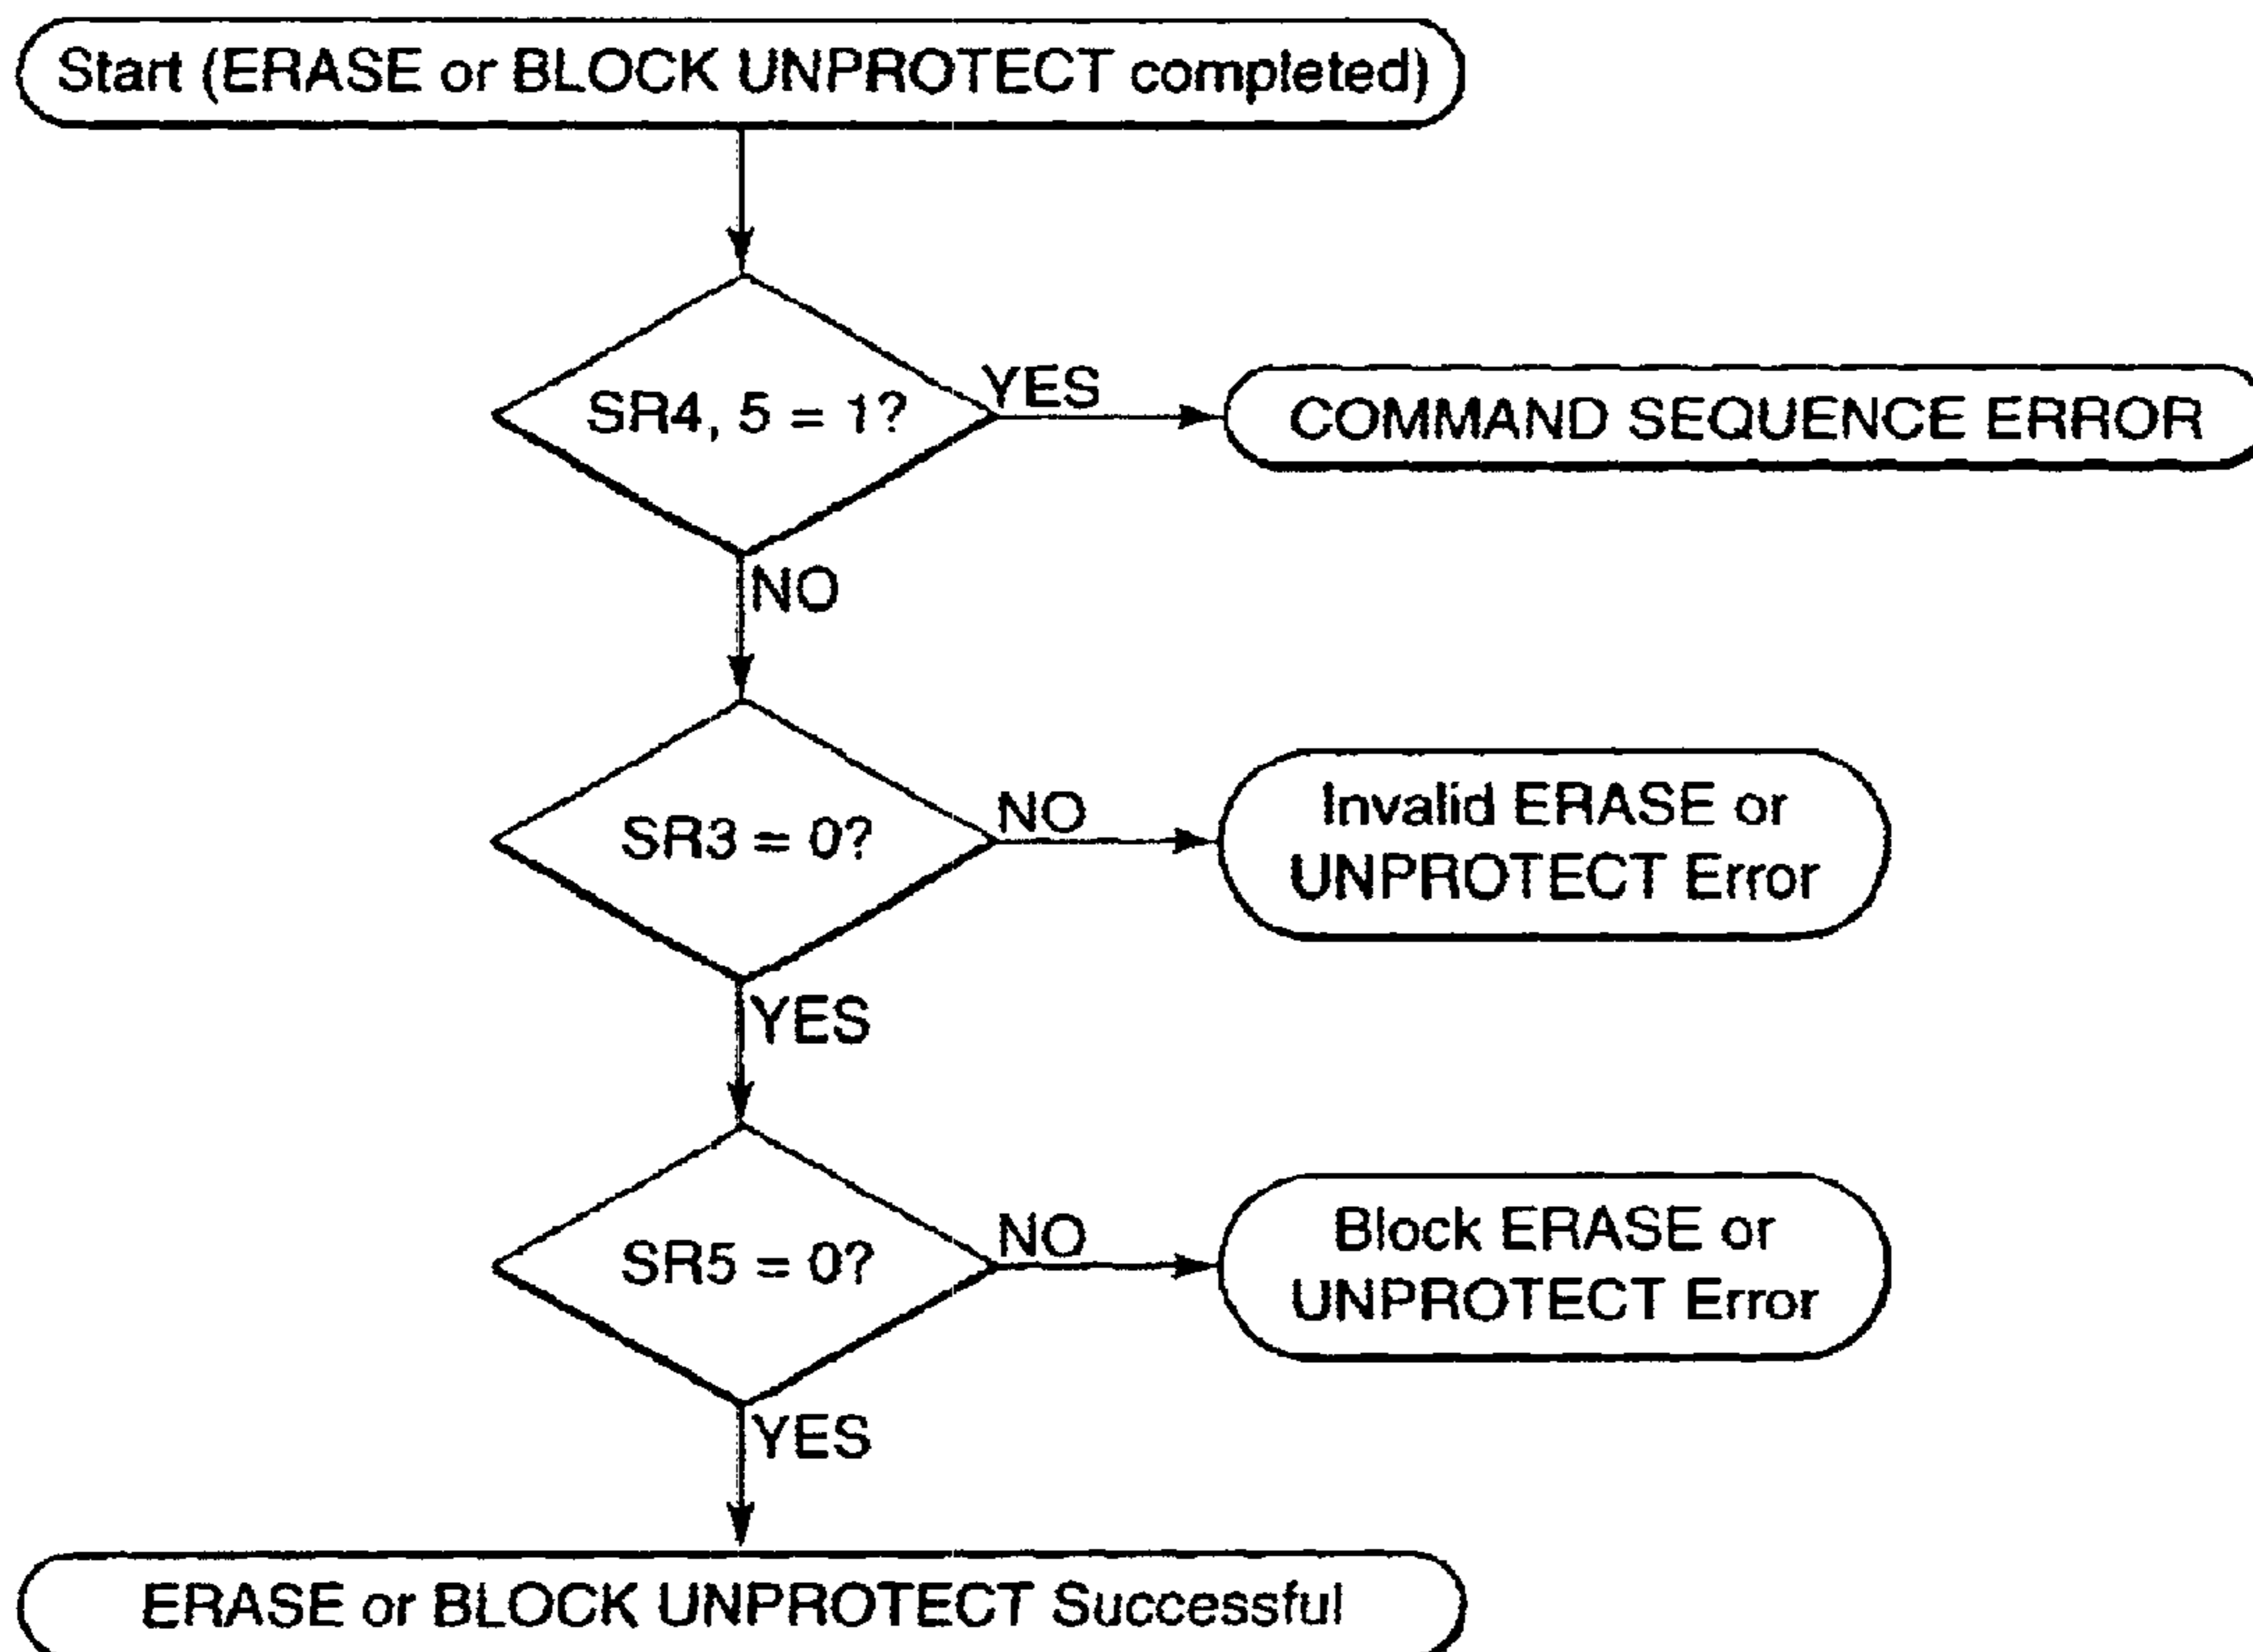 Start (ERASE or BLOCK UNPROTECT completed)
SR4, 5 = 1?
YES
COMMAND SEQUENCE ERROR
NO
SR3 = 0?
NO
Invalid ERASE or
UNPROTECT Error
YES
SR5 = 0?
NO
Block ERASE or
UNPROTECT Error
YES
ERASE or BLOCK UNPROTECT Successful